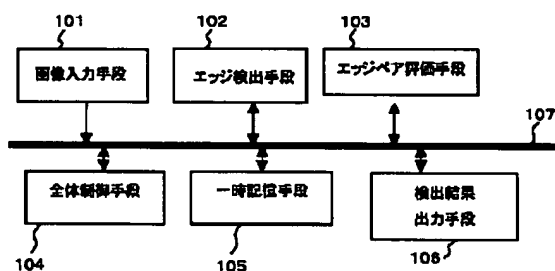 101
102
103
画像入力手段
エッジ検出手段
エッジペア評価手段
107
全体制御手段
一時記憶手段
検出結果
出力手段
104
105
106